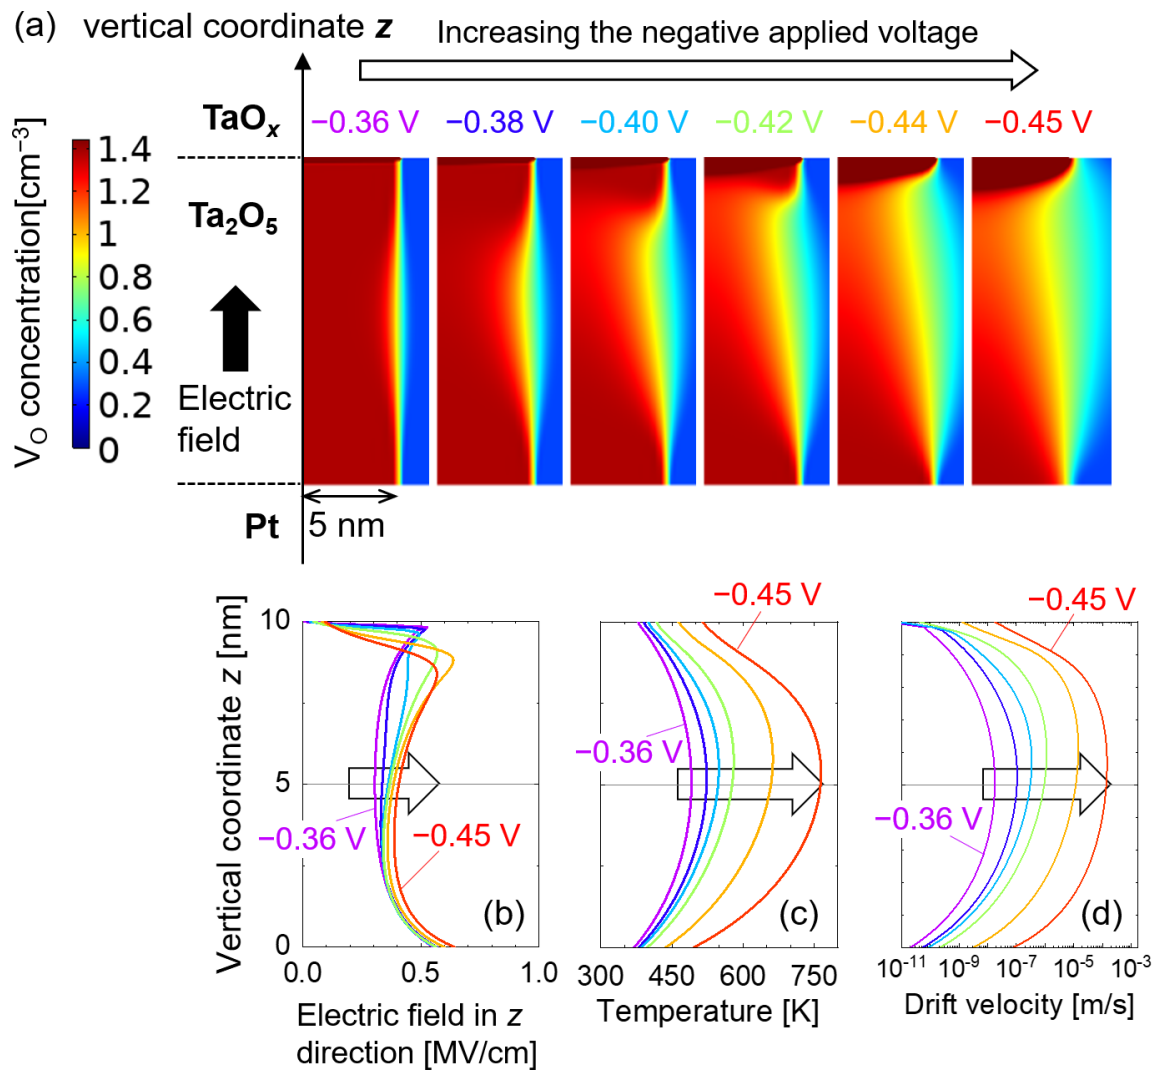 (a) vertical coordinate z
Increasing the negative applied voltage
TaOₓ
−0.36 V −0.38 V −0.40 V −0.42 V −0.44 V −0.45 V
V_O concentration[cm⁻³]
1.4
1.2
1
0.8
0.6
0.4
0.2
0
Ta₂O₅
Electric
field
Pt
5 nm
Vertical coordinate z [nm]
10
5
0
−0.36 V
−0.45 V
(b)
0.0 0.5 1.0
Electric field in z
direction [MV/cm]
−0.45 V
−0.36 V
(c)
300 450 600 750
Temperature [K]
−0.45 V
−0.36 V
(d)
10⁻¹¹ 10⁻⁹ 10⁻⁷ 10⁻⁵ 10⁻³
Drift velocity [m/s]